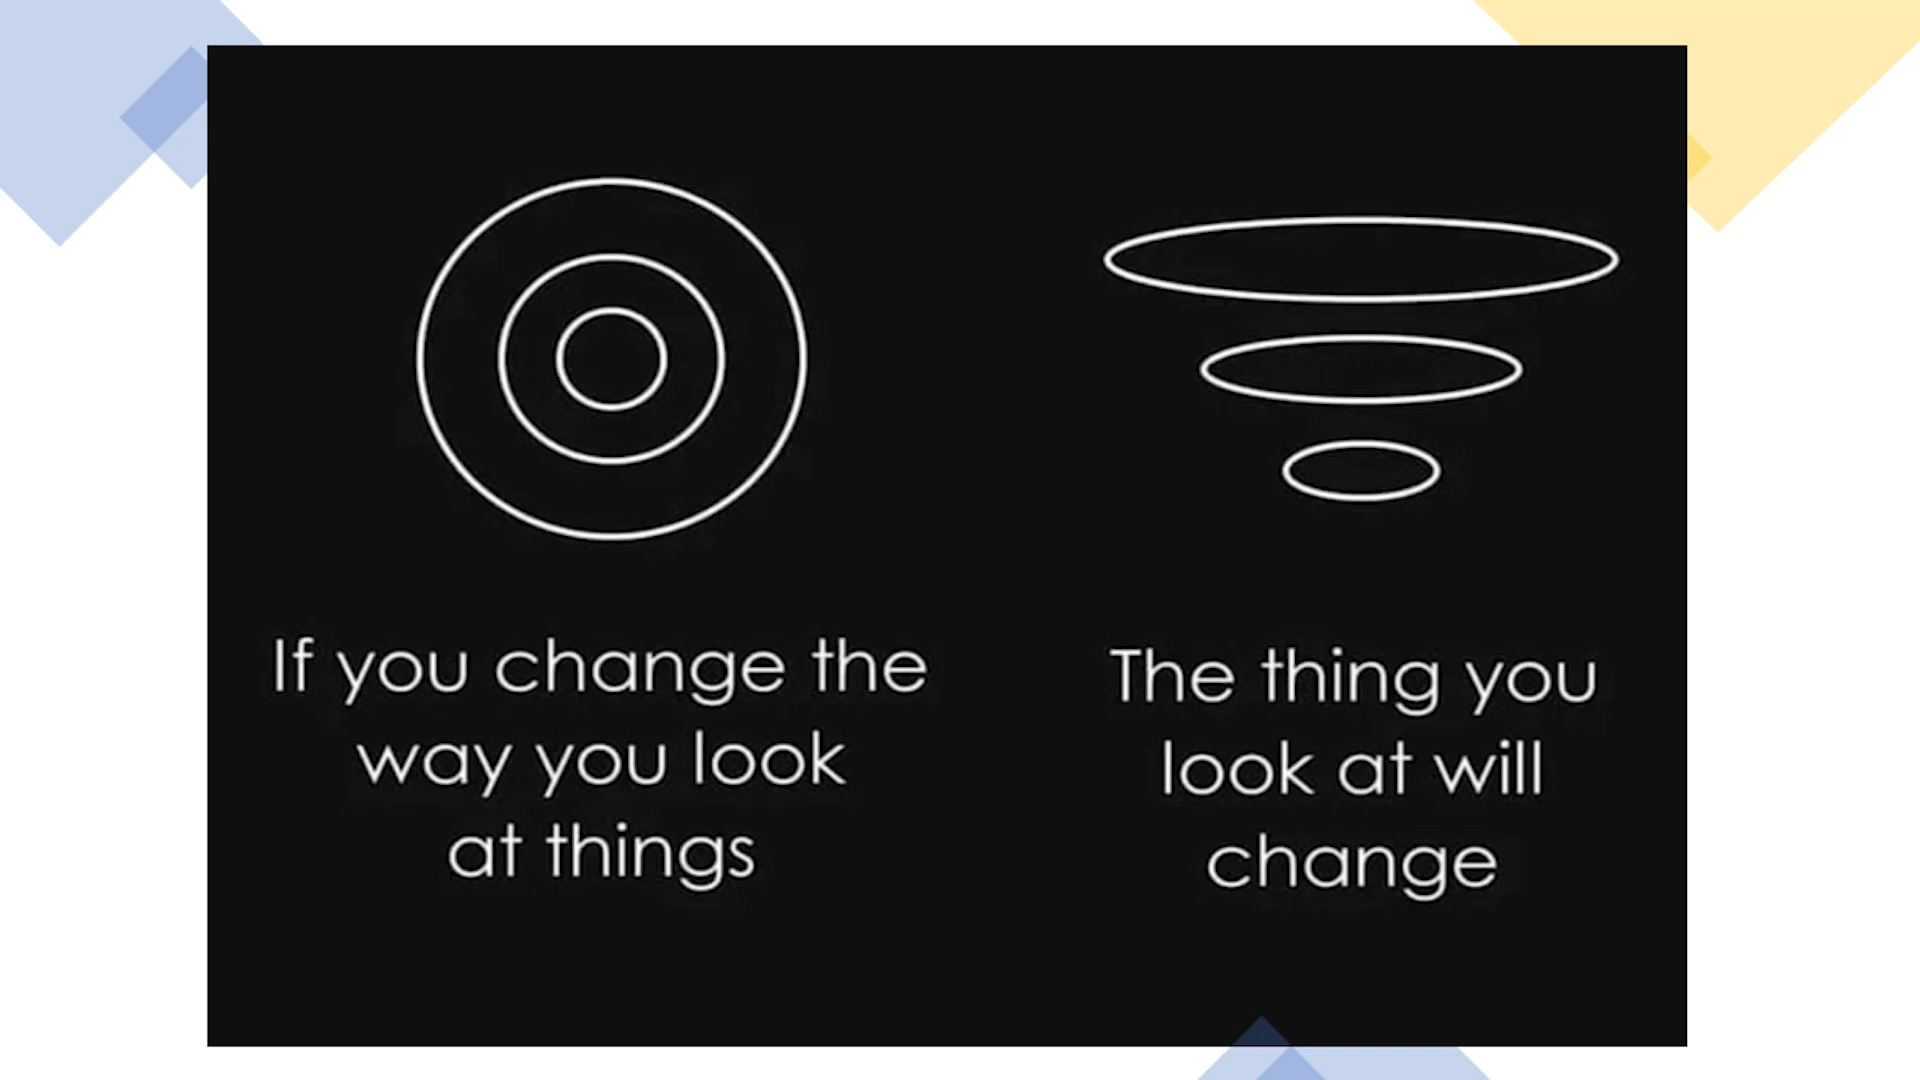 If you change the
way you look
at things
The thing you
look at will
change